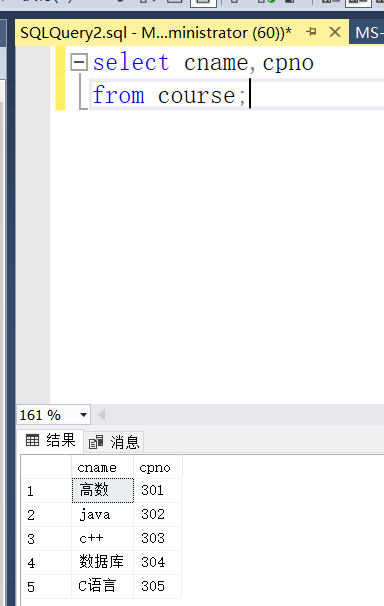 SQLQuery2.sql - M...ministrator (60))*
MS-
select cname,cpno
from course;
161 %
结果
消息
cname cpno
1 高数 301
2 java 302
3 c++ 303
4 数据库 304
5 C语言 305